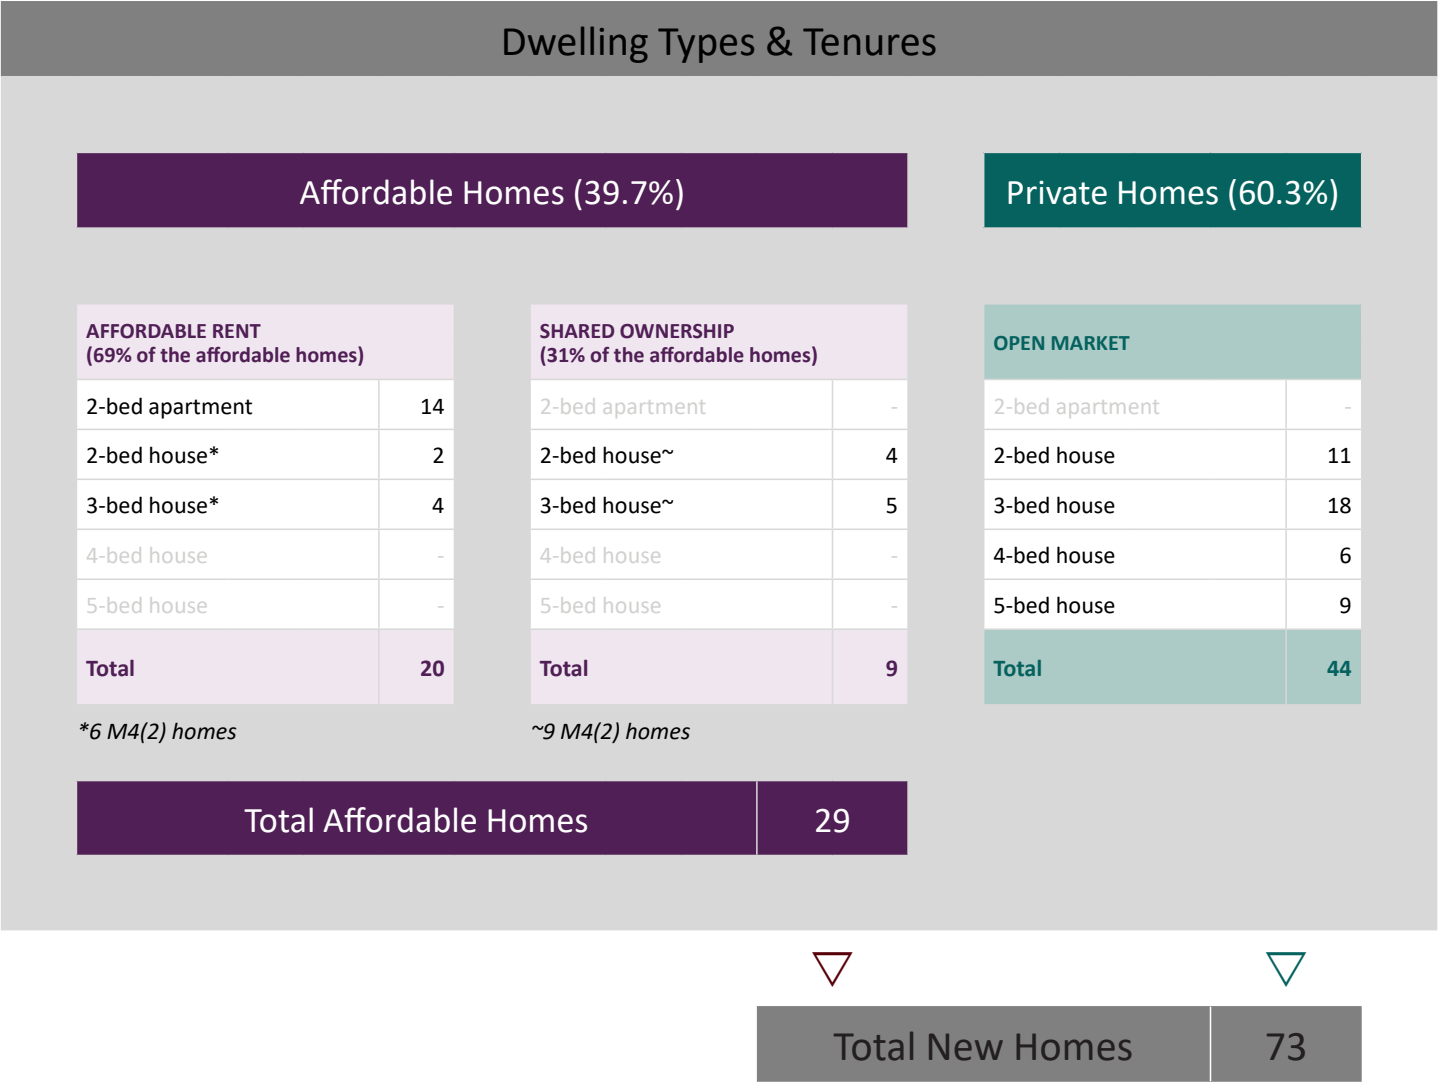 Dwelling Types & Tenures
Affordable Homes (39.7%)
Private Homes (60.3%)
AFFORDABLE RENT
(69% of the affordable homes)
2-bed apartment 14
2-bed house* 2
3-bed house* 4
4-bed house -
5-bed house -
Total 20
*6 M4(2) homes
SHARED OWNERSHIP
(31% of the affordable homes)
2-bed apartment -
2-bed house~ 4
3-bed house~ 5
4-bed house -
5-bed house -
Total 9
~9 M4(2) homes
OPEN MARKET
2-bed apartment -
2-bed house 11
3-bed house 18
4-bed house 6
5-bed house 9
Total 44
Total Affordable Homes 29
Total New Homes 73